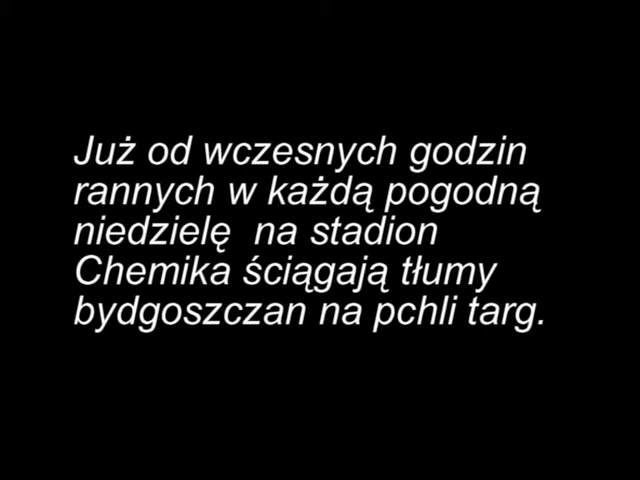 Już od wczesnych godzin
rannych w każdą pogodną
niedzielę  na stadion
Chemika ściągają tłumy
bydgoszczan na pchli targ.